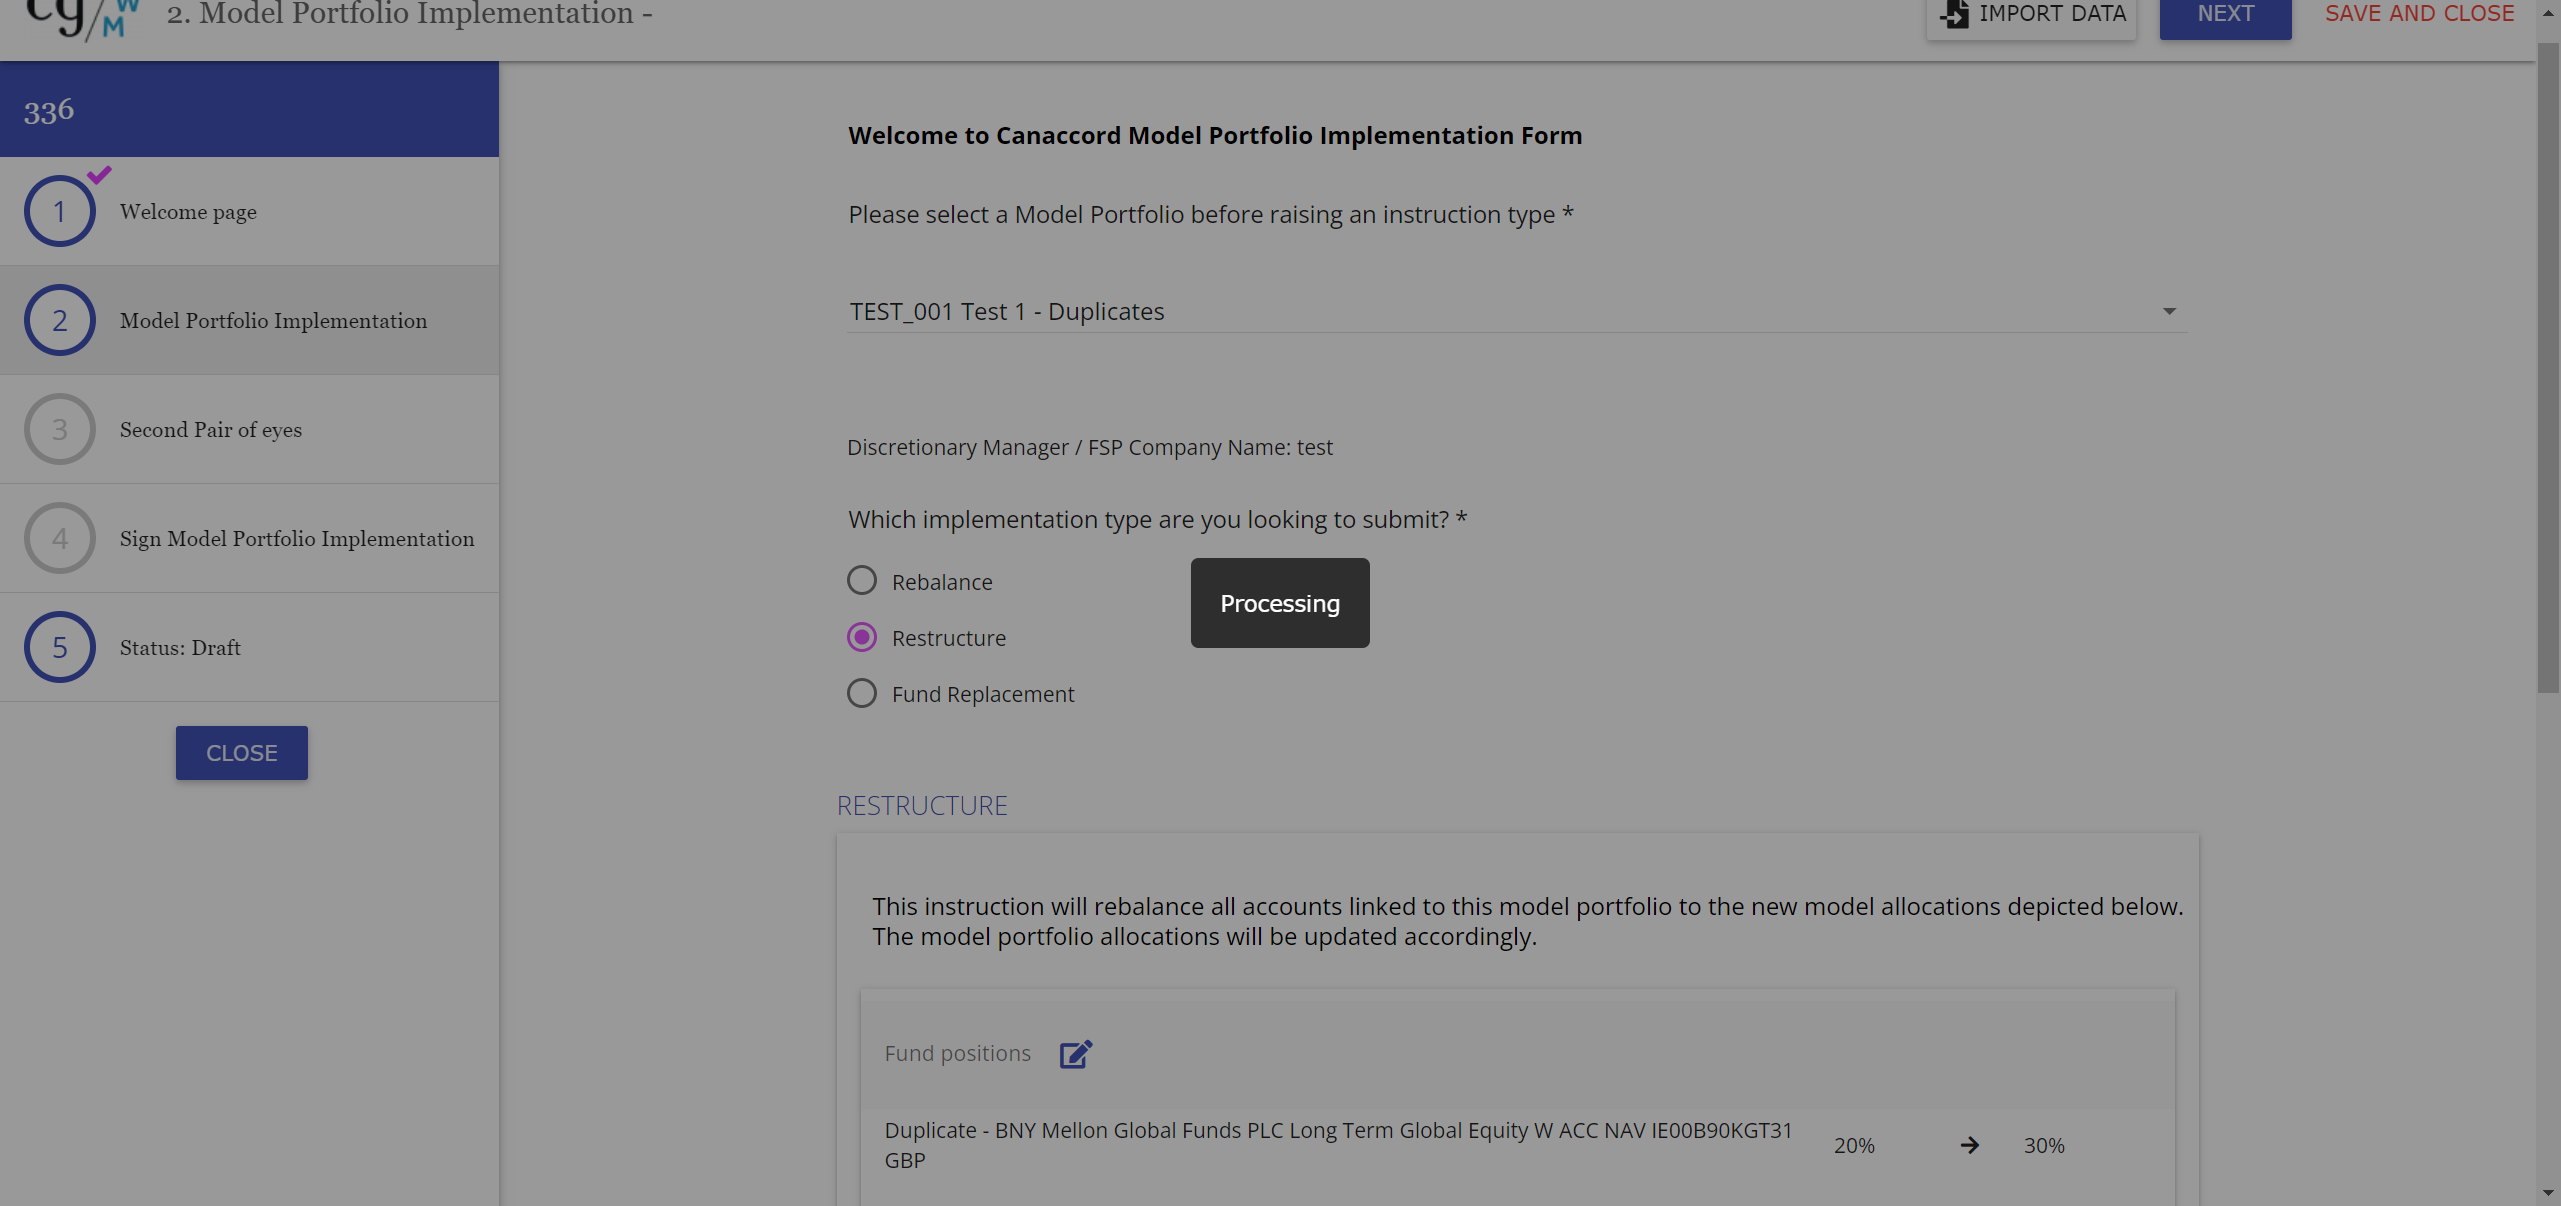 cg/WM
2. Model Portfolio Implementation -
IMPORT DATA
NEXT
SAVE AND CLOSE
336
1
Welcome page
2
Model Portfolio Implementation
3
Second Pair of eyes
4
Sign Model Portfolio Implementation
5
Status: Draft
CLOSE
Welcome to Canaccord Model Portfolio Implementation Form
Please select a Model Portfolio before raising an instruction type *
TEST_001 Test 1 - Duplicates
Discretionary Manager / FSP Company Name: test
Which implementation type are you looking to submit? *
Rebalance
Restructure
Fund Replacement
Processing
RESTRUCTURE
This instruction will rebalance all accounts linked to this model portfolio to the new model allocations depicted below.
The model portfolio allocations will be updated accordingly.
Fund positions
Duplicate - BNY Mellon Global Funds PLC Long Term Global Equity W ACC NAV IE00B90KGT31
GBP
20% → 30%